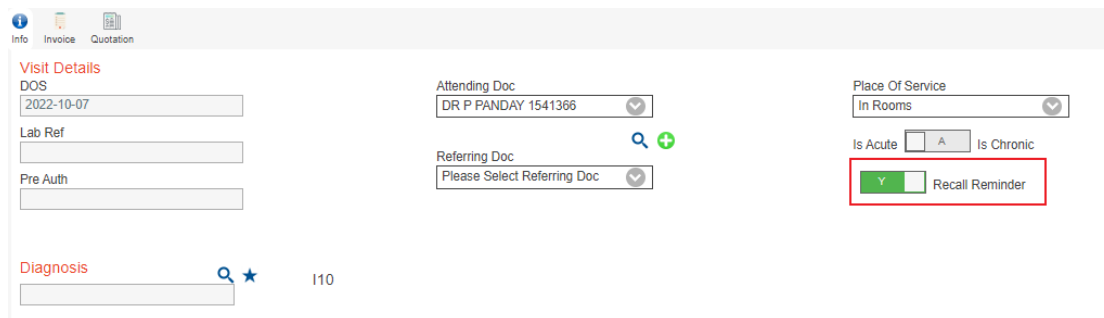 Info Invoice Quotation
Visit Details
DOS
2022-10-07
Lab Ref
Pre Auth
Attending Doc
DR P PANDAY 1541366
Referring Doc
Please Select Referring Doc
Place Of Service
In Rooms
Is Acute A Is Chronic
Y Recall Reminder
Diagnosis
I10